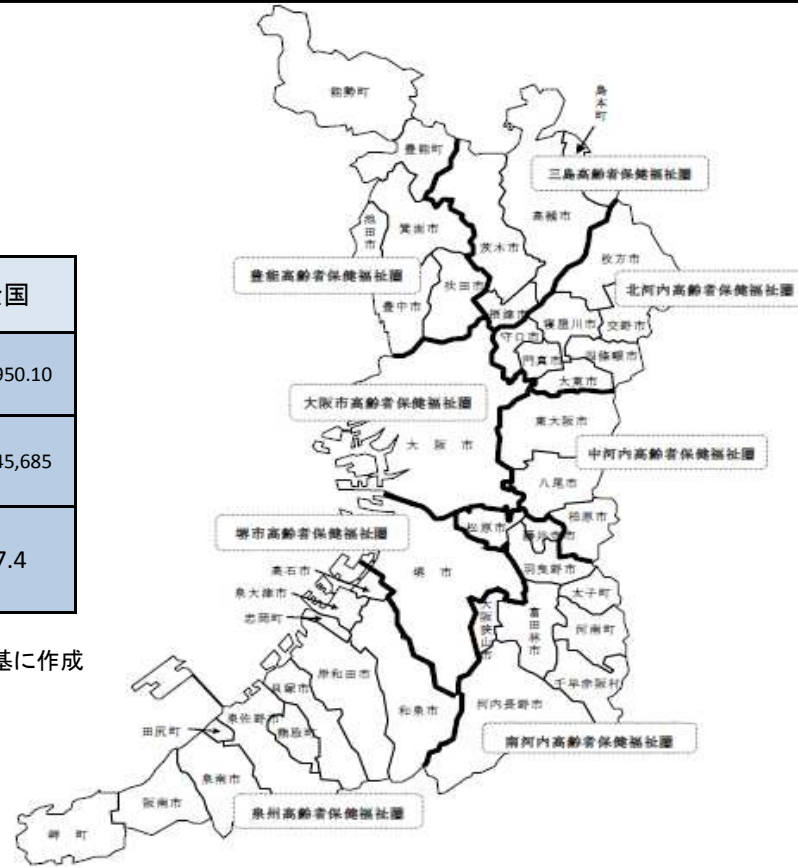 国
950.10
45,685
7.4
基に作成
能勢町
島本町
豊能町
三島高齢者保健福祉圏
高槻市
池田市
箕面市
茨木市
枚方市
豊能高齢者保健福祉圏
吹田市
北河内高齢者保健福祉圏
豊中市
摂津市
寝屋川市
交野市
守口市
門真市
四條畷市
大東市
大阪市高齢者保健福祉圏
東大阪市
大阪市
中河内高齢者保健福祉圏
八尾市
柏原市
松原市
堺市高齢者保健福祉圏
藤井寺市
羽曳野市
高石市
堺市
太子町
泉大津市
大阪狭山市
富田林市
忠岡町
河南町
岸和田市
千早赤阪村
貝塚市
和泉市
河内長野市
泉佐野市
田尻町
熊取町
南河内高齢者保健福祉圏
泉南市
阪南市
泉州高齢者保健福祉圏
岬町